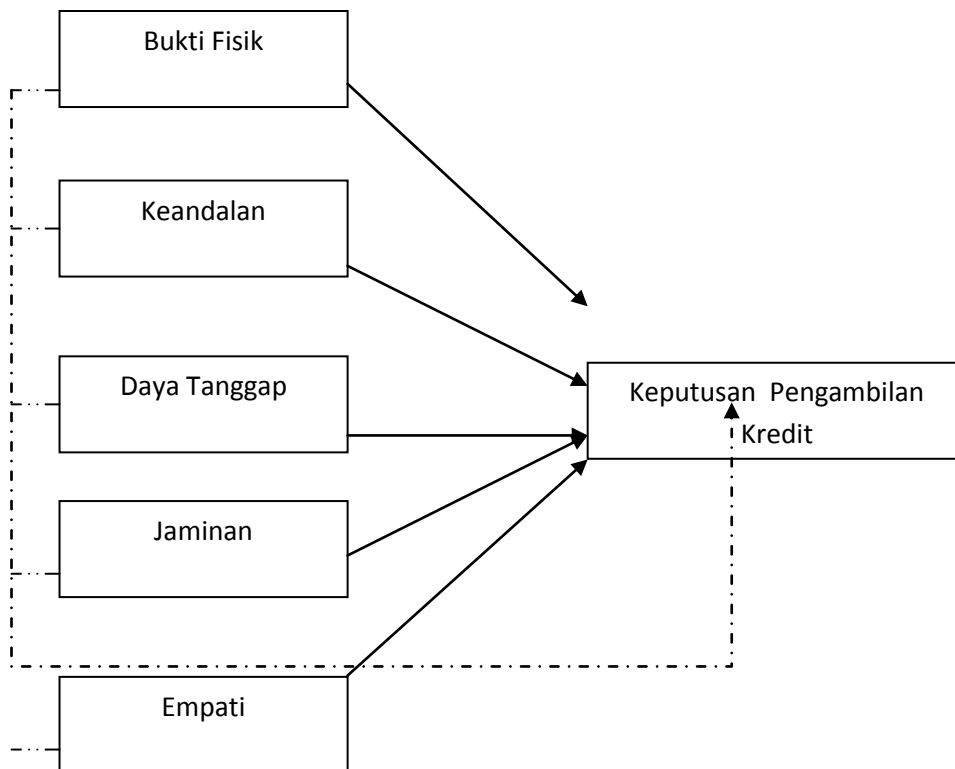 Bukti Fisik
Keandalan
Daya Tanggap
Keputusan Pengambilan
Kredit
Jaminan
Empati